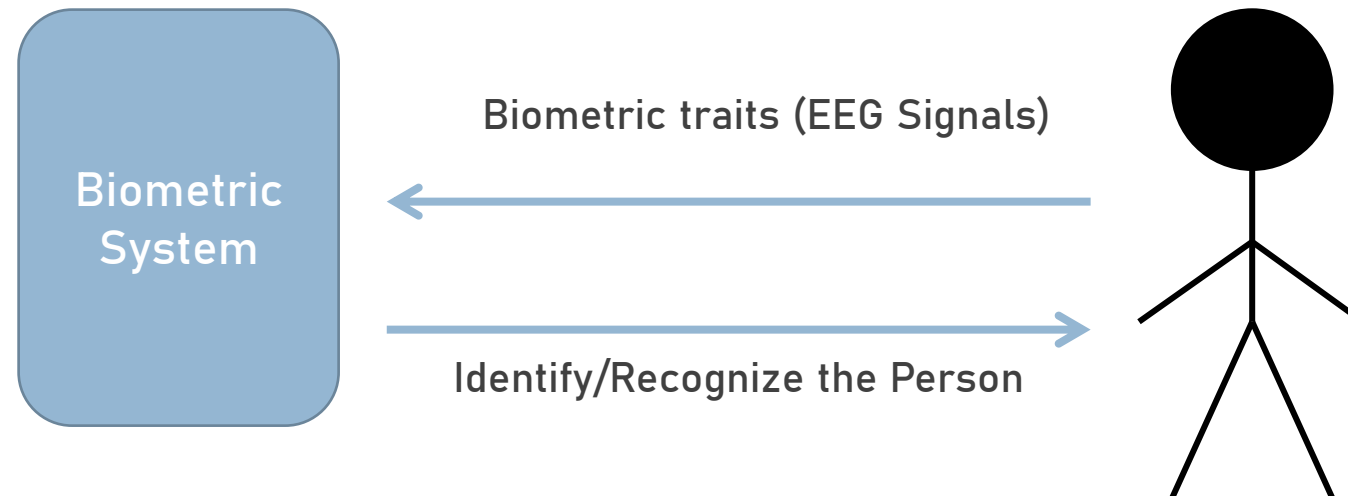 Biometric traits (EEG Signals)
Biometric
System
Identify/Recognize the Person